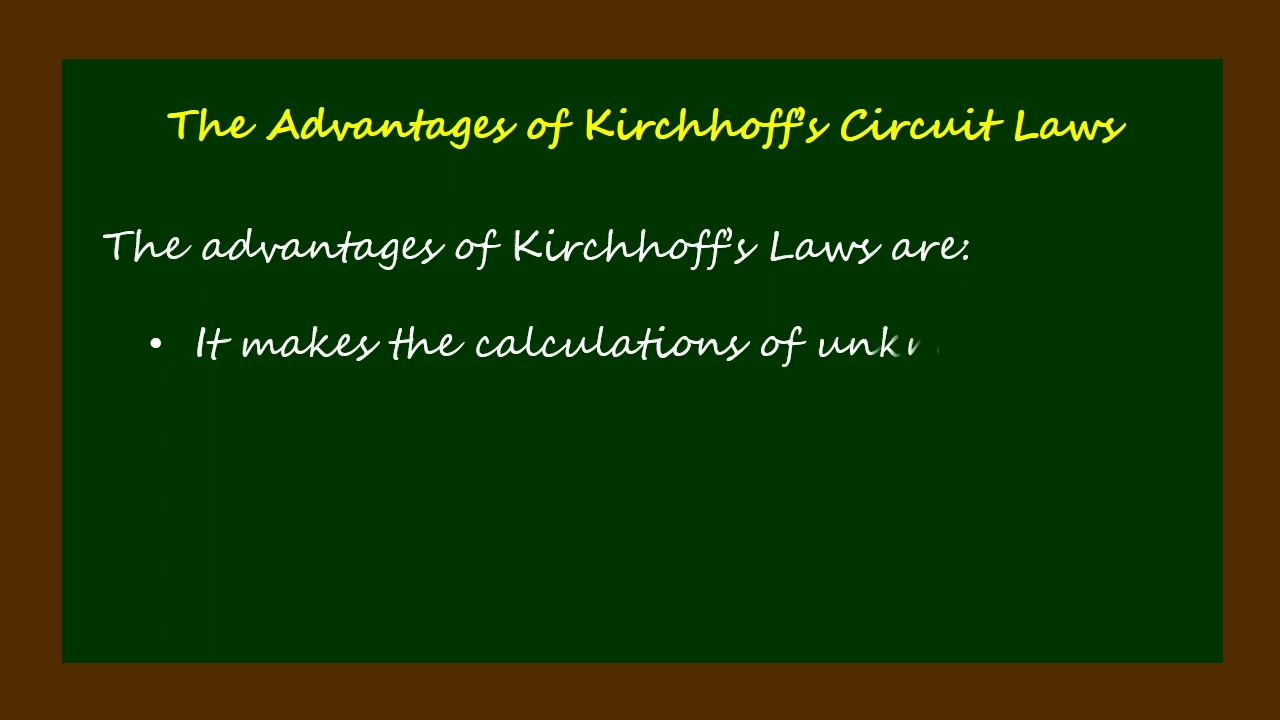 The Advantages of Kirchhoff's Circuit Laws
The advantages of Kirchhoff's Laws are:
• It makes the calculations of